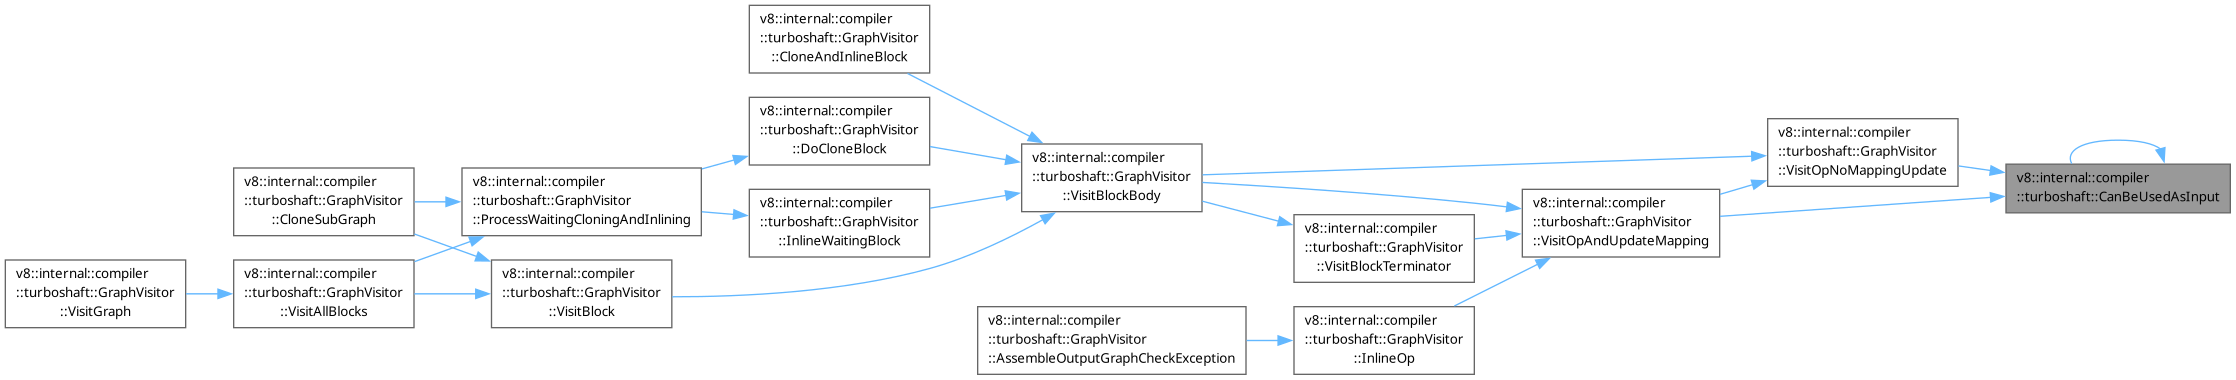 v8::internal::compiler
::turboshaft::GraphVisitor
::CloneAndInlineBlock
v8::internal::compiler
::turboshaft::GraphVisitor
::DoCloneBlock
v8::internal::compiler
::turboshaft::GraphVisitor
::InlineWaitingBlock
v8::internal::compiler
::turboshaft::GraphVisitor
::VisitGraph
v8::internal::compiler
::turboshaft::GraphVisitor
::CloneSubGraph
v8::internal::compiler
::turboshaft::GraphVisitor
::VisitAllBlocks
v8::internal::compiler
::turboshaft::GraphVisitor
::ProcessWaitingCloningAndInlining
v8::internal::compiler
::turboshaft::GraphVisitor
::VisitBlock
v8::internal::compiler
::turboshaft::GraphVisitor
::VisitBlockBody
v8::internal::compiler
::turboshaft::GraphVisitor
::AssembleOutputGraphCheckException
v8::internal::compiler
::turboshaft::GraphVisitor
::VisitBlockTerminator
v8::internal::compiler
::turboshaft::GraphVisitor
::InlineOp
v8::internal::compiler
::turboshaft::GraphVisitor
::VisitOpAndUpdateMapping
v8::internal::compiler
::turboshaft::GraphVisitor
::VisitOpNoMappingUpdate
v8::internal::compiler
::turboshaft::CanBeUsedAsInput